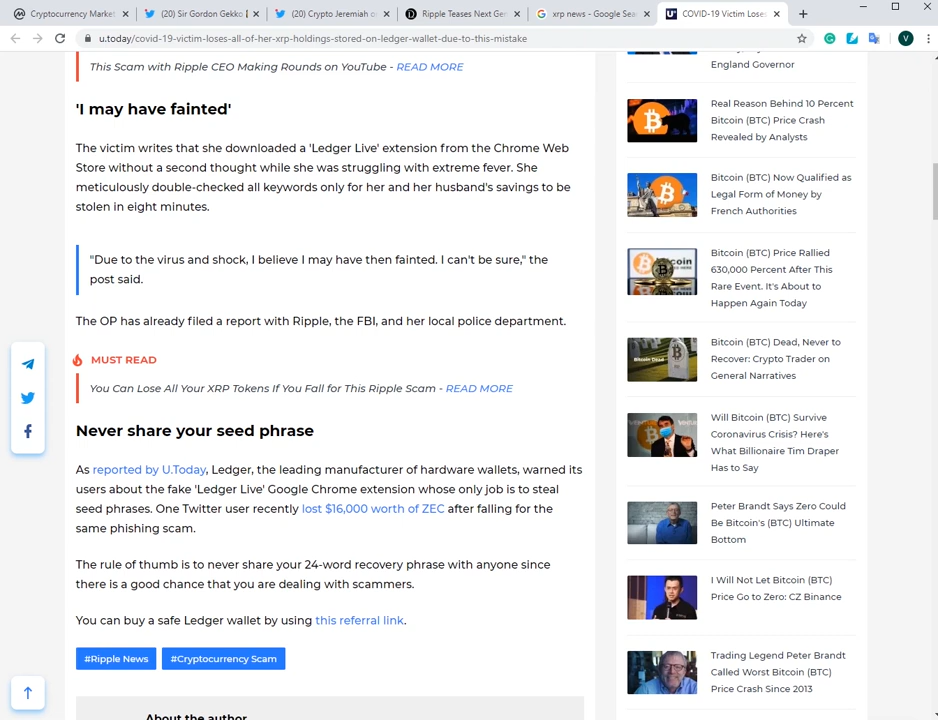 Cryptocurrency Market
(20) Sir Gordon Gekko [
(20) Crypto Jeremiah o
Ripple Teases Next Ge
xrp news - Google Sea
COVID-19 Victim Loses
u.today/covid-19-victim-loses-all-of-her-xrp-holdings-stored-on-ledger-wallet-due-to-this-mistake
V
This Scam with Ripple CEO Making Rounds on YouTube - READ MORE
'I may have fainted'
The victim writes that she downloaded a 'Ledger Live' extension from the Chrome Web
Store without a second thought while she was struggling with extreme fever. She
meticulously double-checked all keywords only for her and her husband's savings to be
stolen in eight minutes.
"Due to the virus and shock, I believe I may have then fainted. I can't be sure," the
post said.
The OP has already filed a report with Ripple, the FBI, and her local police department.
MUST READ
You Can Lose All Your XRP Tokens If You Fall for This Ripple Scam - READ MORE
Never share your seed phrase
As reported by U.Today, Ledger, the leading manufacturer of hardware wallets, warned its
users about the fake 'Ledger Live' Google Chrome extension whose only job is to steal
seed phrases. One Twitter user recently lost $16,000 worth of ZEC after falling for the
same phishing scam.
The rule of thumb is to never share your 24-word recovery phrase with anyone since
there is a good chance that you are dealing with scammers.
You can buy a safe Ledger wallet by using this referral link.
#Ripple News
#Cryptocurrency Scam
About the author
England Governor
Real Reason Behind 10 Percent
Bitcoin (BTC) Price Crash
Revealed by Analysts
Bitcoin (BTC) Now Qualified as
Legal Form of Money by
French Authorities
Bitcoin (BTC) Price Rallied
630,000 Percent After This
Rare Event. It's About to
Happen Again Today
Bitcoin (BTC) Dead, Never to
Recover: Crypto Trader on
General Narratives
Bitcoin Dead
Will Bitcoin (BTC) Survive
Coronavirus Crisis? Here's
What Billionaire Tim Draper
Has to Say
Peter Brandt Says Zero Could
Be Bitcoin's (BTC) Ultimate
Bottom
I Will Not Let Bitcoin (BTC)
Price Go to Zero: CZ Binance
Trading Legend Peter Brandt
Called Worst Bitcoin (BTC)
Price Crash Since 2013